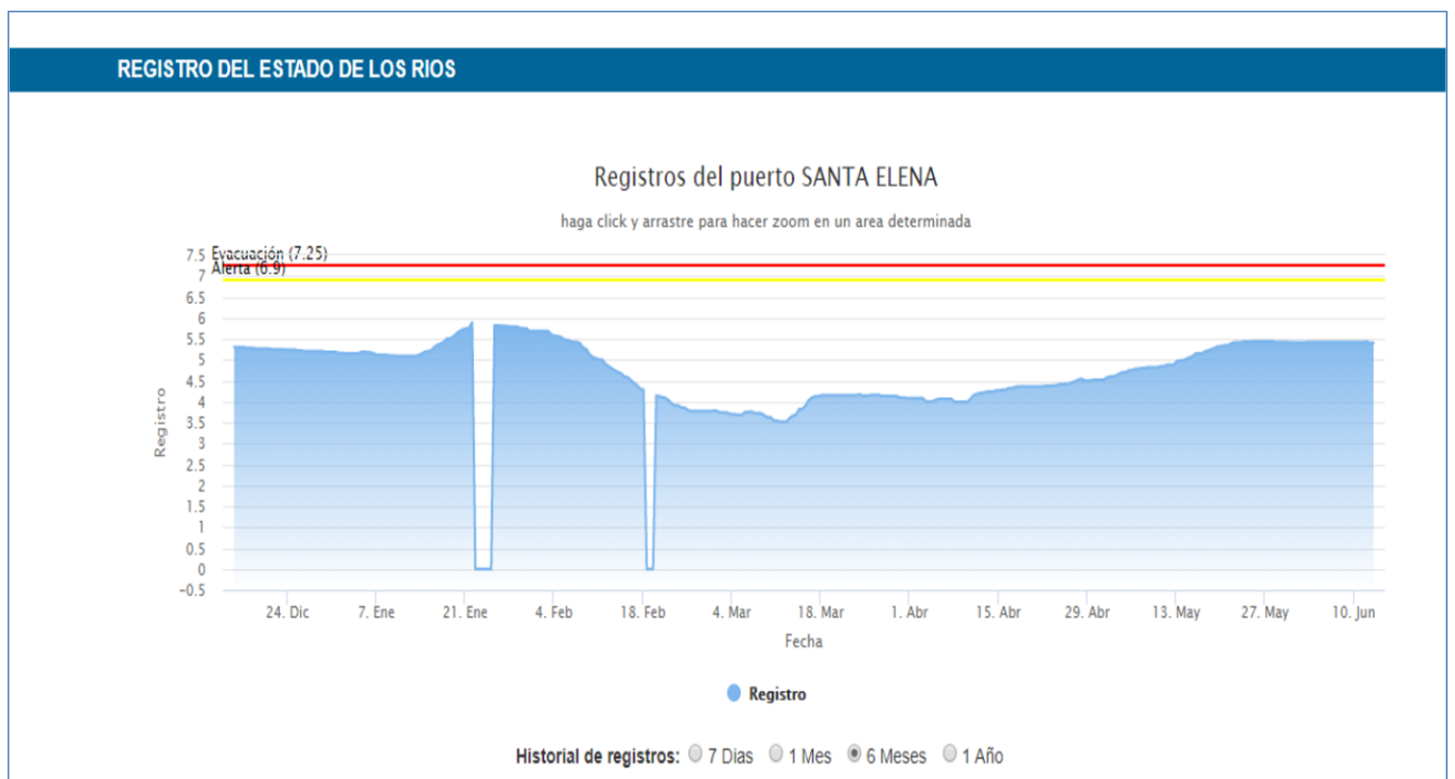 REGISTRO DEL ESTADO DE LOS RIOS
Registros del puerto SANTA ELENA
haga click y arrastre para hacer zoom en un area determinada
Evacuación (7.25)
Alerta (6.9)
7.5
7
6.5
6
5.5
5
4.5
4
3.5
3
2.5
2
1.5
1
0.5
0
−0.5
Registro
24. Dic 7. Ene 21. Ene 4. Feb 18. Feb 4. Mar 18. Mar 1. Abr 15. Abr 29. Abr 13. May 27. May 10. Jun
Fecha
Registro
Historial de registros: 7 Dias 1 Mes 6 Meses 1 Año